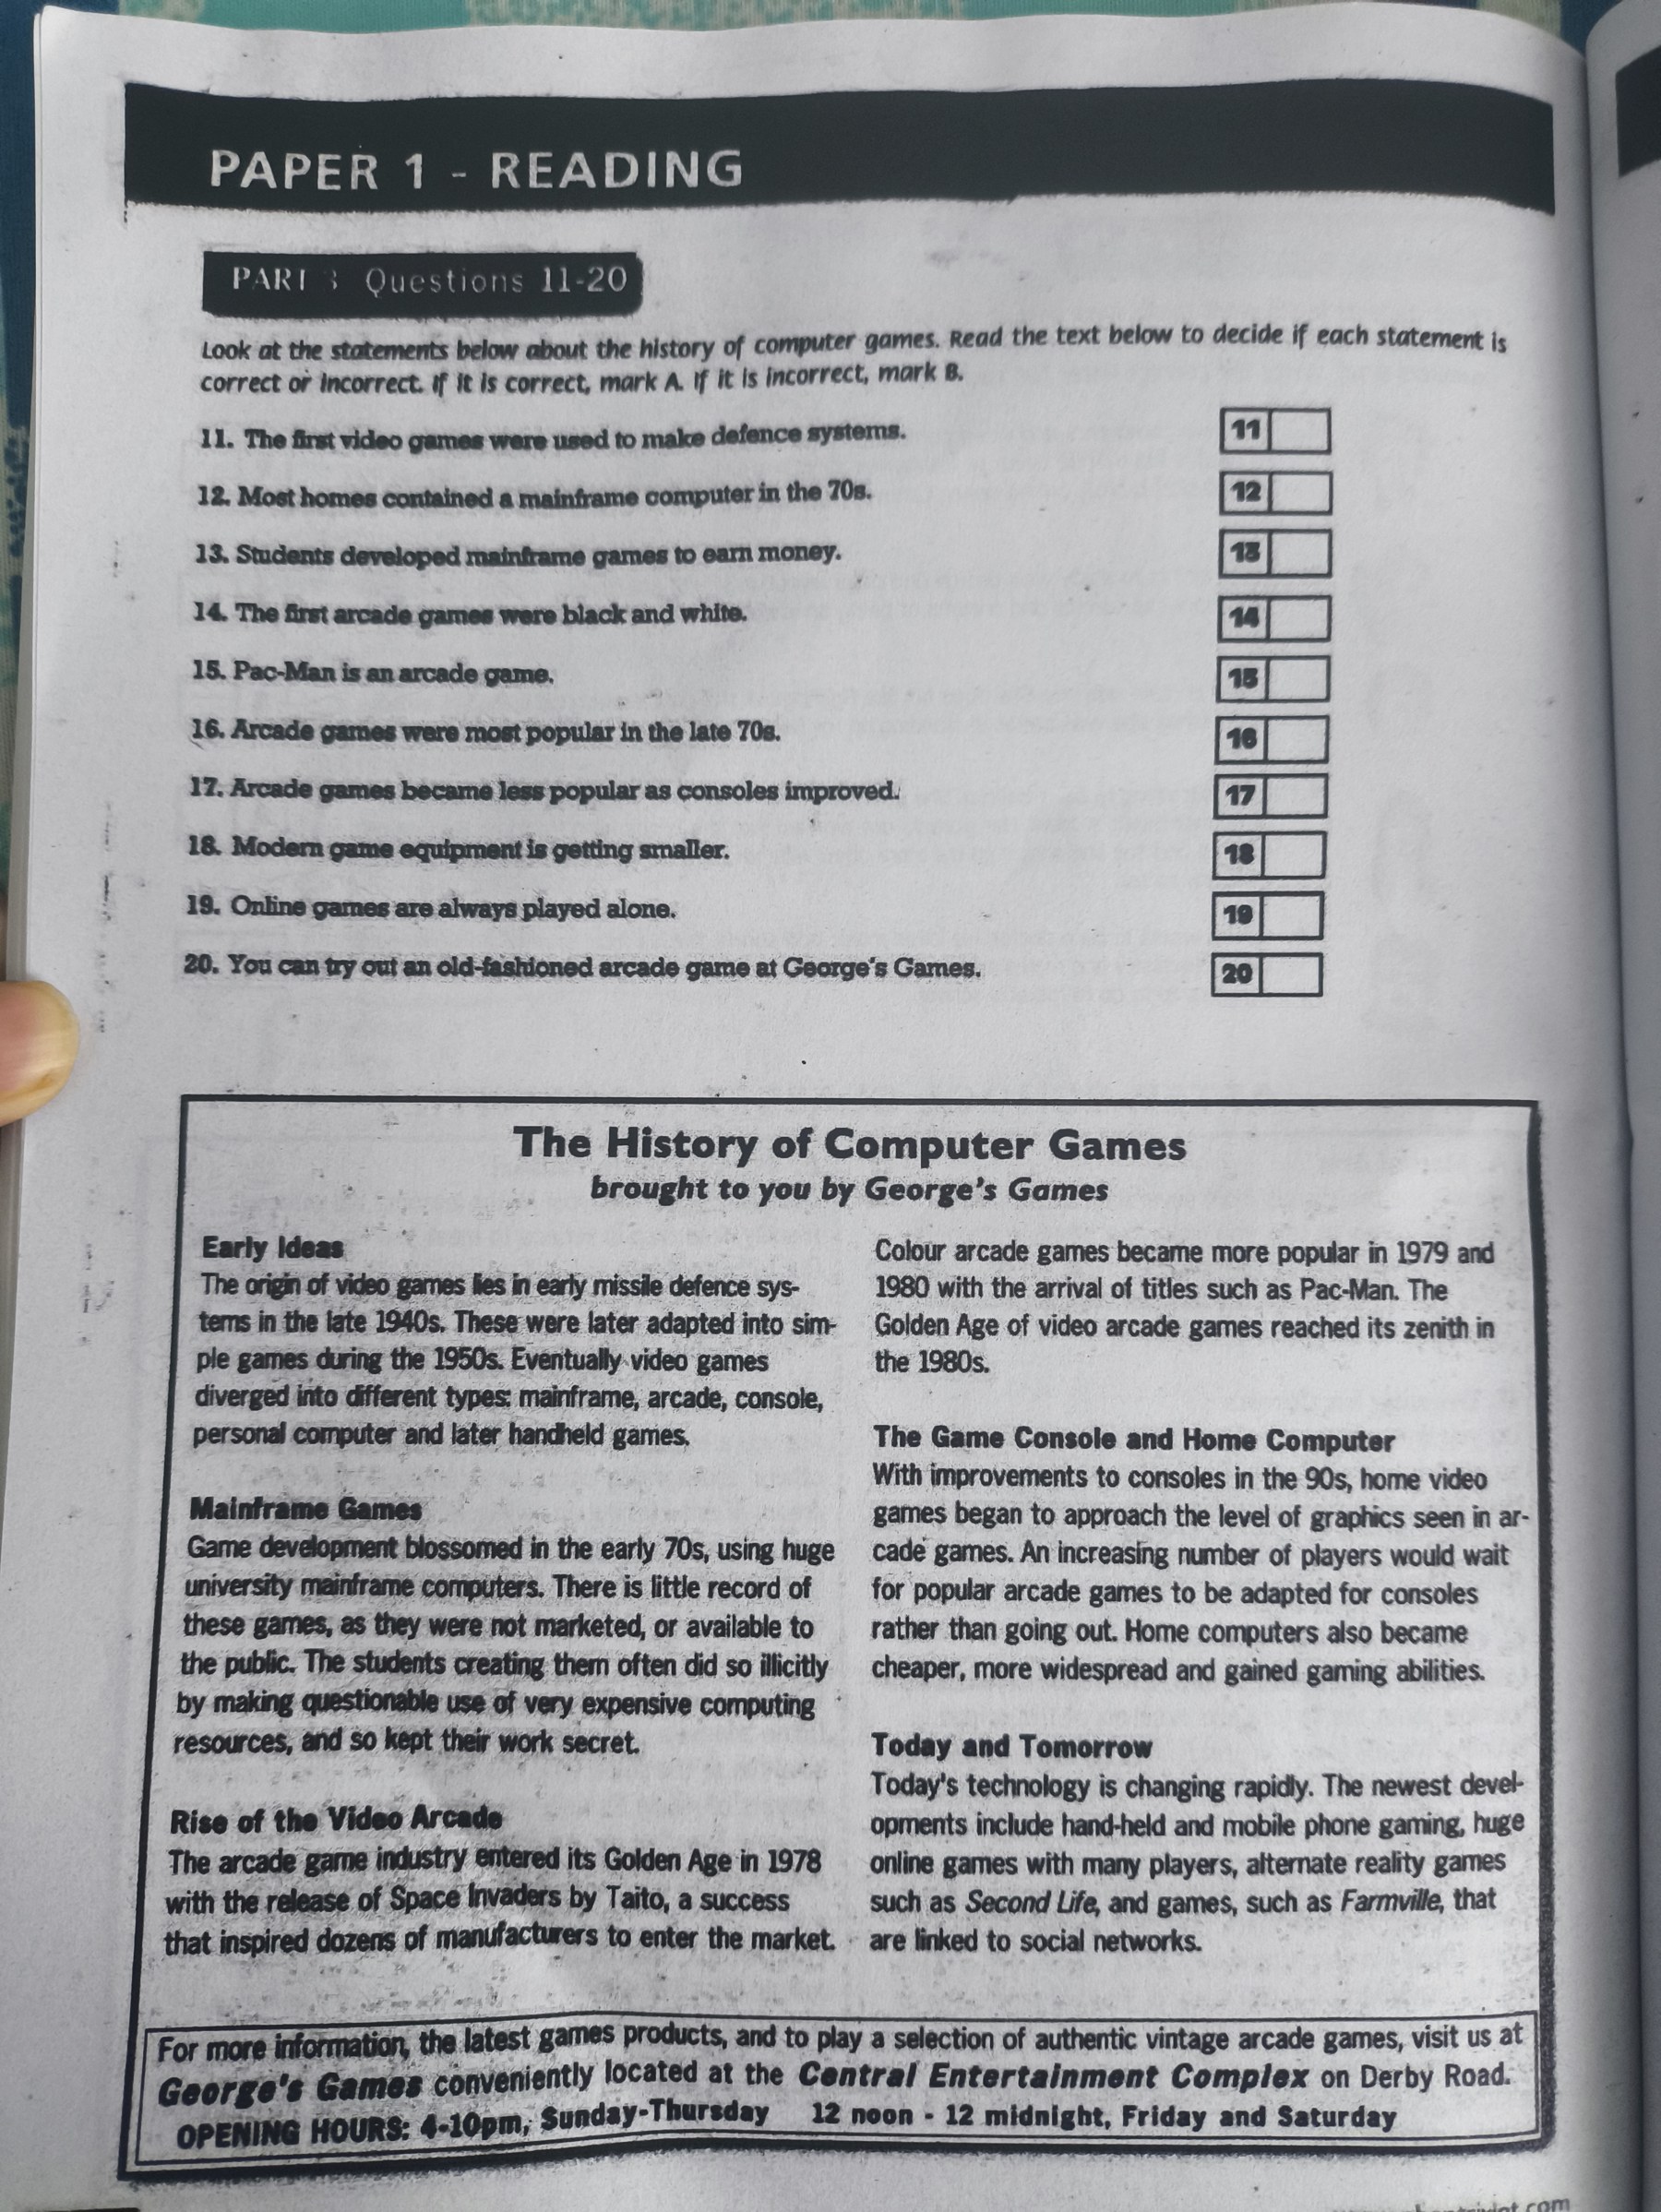 PAPER 1 - READING
PART 3 Questions 11-20
Look at the statements below about the history of computer games. Read the text below to decide if each statement is
correct or incorrect. If it is correct, mark A. If it is incorrect, mark B.
11. The first video games were used to make defence systems.
11
12. Most homes contained a mainframe computer in the 70s.
12
13. Students developed mainframe games to earn money.
13
14. The first arcade games were black and white.
14
15. Pac-Man is an arcade game.
15
16. Arcade games were most popular in the late 70s.
16
17. Arcade games became less popular as consoles improved.
17
18. Modern game equipment is getting smaller.
18
19. Online games are always played alone.
19
20. You can try out an old-fashioned arcade game at George's Games.
20
The History of Computer Games
brought to you by George's Games
Early Ideas
The origin of video games lies in early missile defence sys-
tems in the late 1940s. These were later adapted into sim-
ple games during the 1950s. Eventually video games
diverged into different types: mainframe, arcade, console,
personal computer and later handheld games.
Mainframe Games
Game development blossomed in the early 70s, using huge
university mainframe computers. There is little record of
these games, as they were not marketed, or available to
the public. The students creating them often did so illicitly
by making questionable use of very expensive computing
resources, and so kept their work secret.
Rise of the Video Arcade
The arcade game industry entered its Golden Age in 1978
with the release of Space Invaders by Taito, a success
that inspired dozens of manufacturers to enter the market.
Colour arcade games became more popular in 1979 and
1980 with the arrival of titles such as Pac-Man. The
Golden Age of video arcade games reached its zenith in
the 1980s.
The Game Console and Home Computer
With improvements to consoles in the 90s, home video
games began to approach the level of graphics seen in ar-
cade games. An increasing number of players would wait
for popular arcade games to be adapted for consoles
rather than going out. Home computers also became
cheaper, more widespread and gained gaming abilities.
Today and Tomorrow
Today's technology is changing rapidly. The newest devel-
opments include hand-held and mobile phone gaming, huge
online games with many players, alternate reality games
such as Second Life, and games, such as Farmville, that
are linked to social networks.
For more information, the latest games products, and to play a selection of authentic vintage arcade games, visit us at
George's Games conveniently located at the Central Entertainment Complex on Derby Road.
OPENING HOURS: 4-10pm, Sunday-Thursday 12 noon - 12 midnight, Friday and Saturday